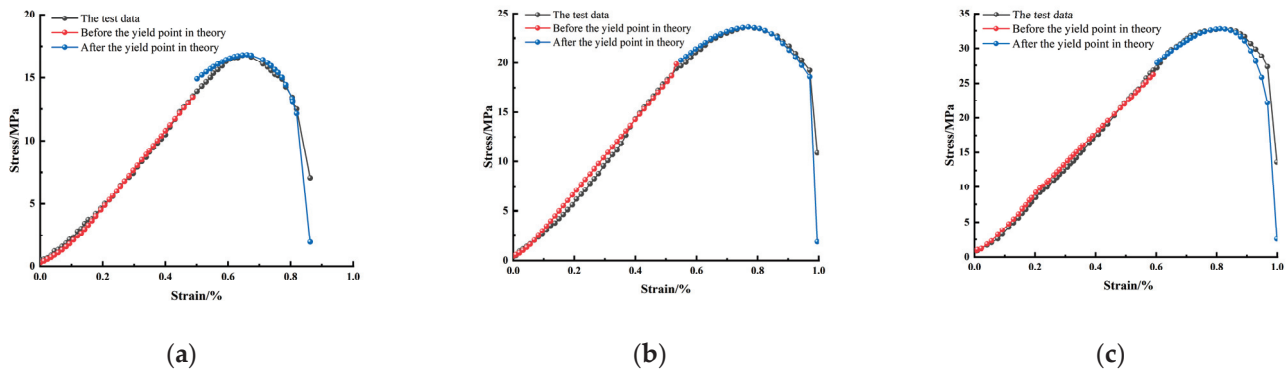 The test data
Before the yield point in theory
After the yield point in theory
Stress/MPa
20
15
10
5
0
0.0 0.2 0.4 0.6 0.8 1.0
Strain/%
(a)
The test data
Before the yield point in theory
After the yield point in theory
Stress/MPa
25
20
15
10
5
0
0.0 0.2 0.4 0.6 0.8 1.0
Strain/%
(b)
The test data
Before the yield point in theory
After the yield point in theory
Stress/MPa
35
30
25
20
15
10
5
0
0.0 0.2 0.4 0.6 0.8 1.0
Strain/%
(c)